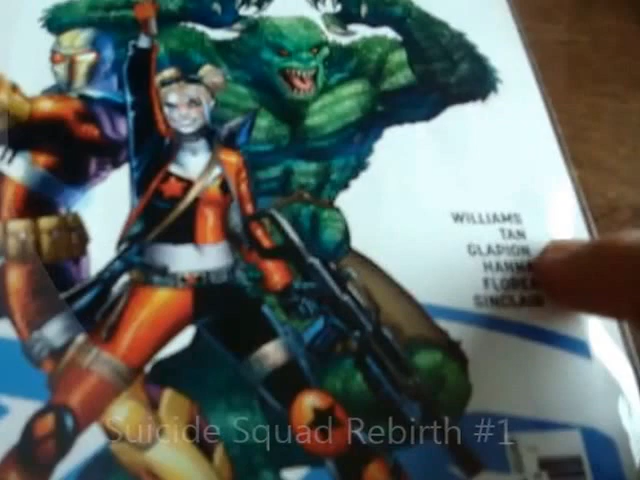 WILLIAMS
TAN
GLAPION
HANNA
FLOREA
SINCLAIR
Suicide Squad Rebirth #1